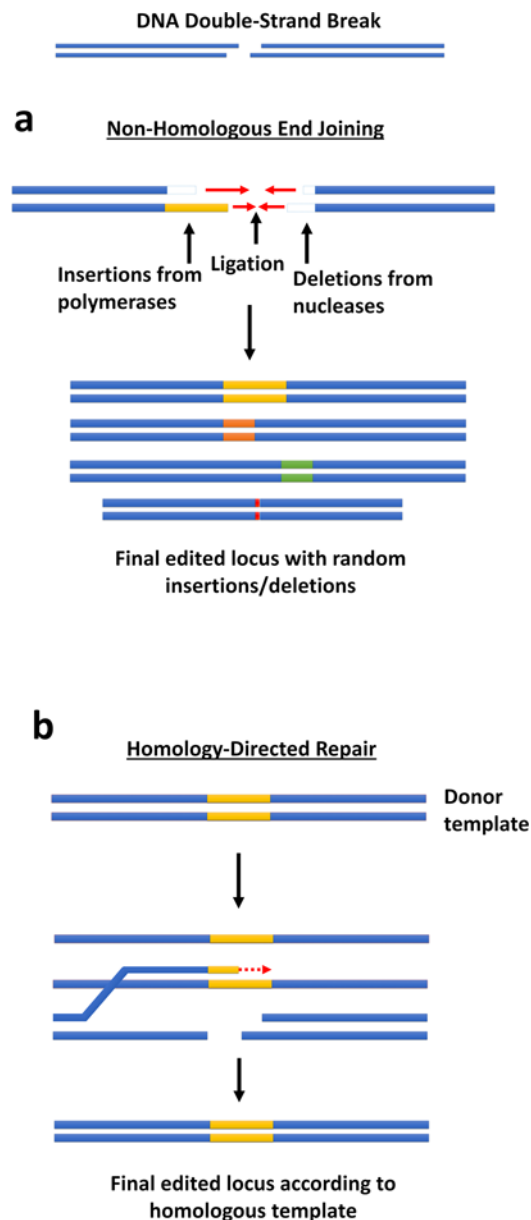 DNA Double-Strand Break
a
Non-Homologous End Joining
Insertions from
polymerases
Ligation
Deletions from
nucleases
Final edited locus with random
insertions/deletions
b
Homology-Directed Repair
Donor
template
Final edited locus according to
homologous template